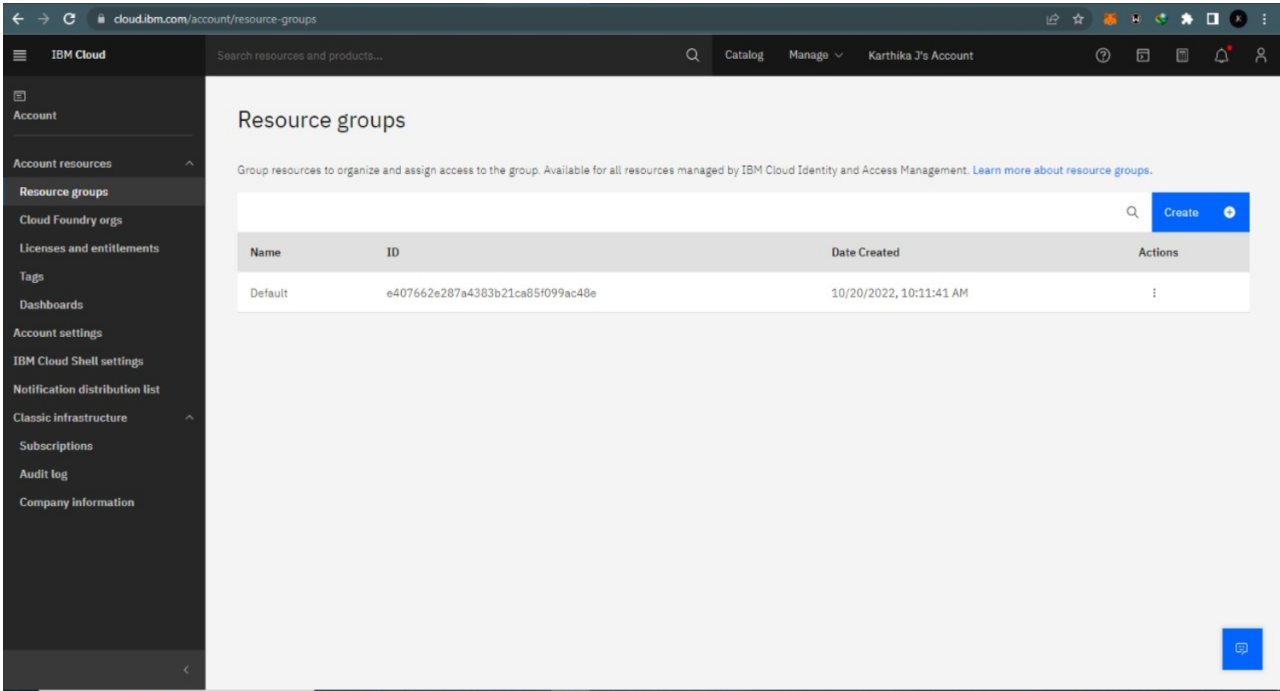 cloud.ibm.com/account/resource-groups
IBM Cloud
Search resources and products...
Catalog
Manage
Karthika J's Account
Account
Account resources
Resource groups
Cloud Foundry orgs
Licenses and entitlements
Tags
Dashboards
Account settings
IBM Cloud Shell settings
Notification distribution list
Classic infrastructure
Subscriptions
Audit log
Company information
Resource groups
Group resources to organize and assign access to the group. Available for all resources managed by IBM Cloud Identity and Access Management. Learn more about resource groups.
Create
Name ID Date Created Actions
Default e407662e287a4383b21ca85f099ac48e 10/20/2022, 10:11:41 AM